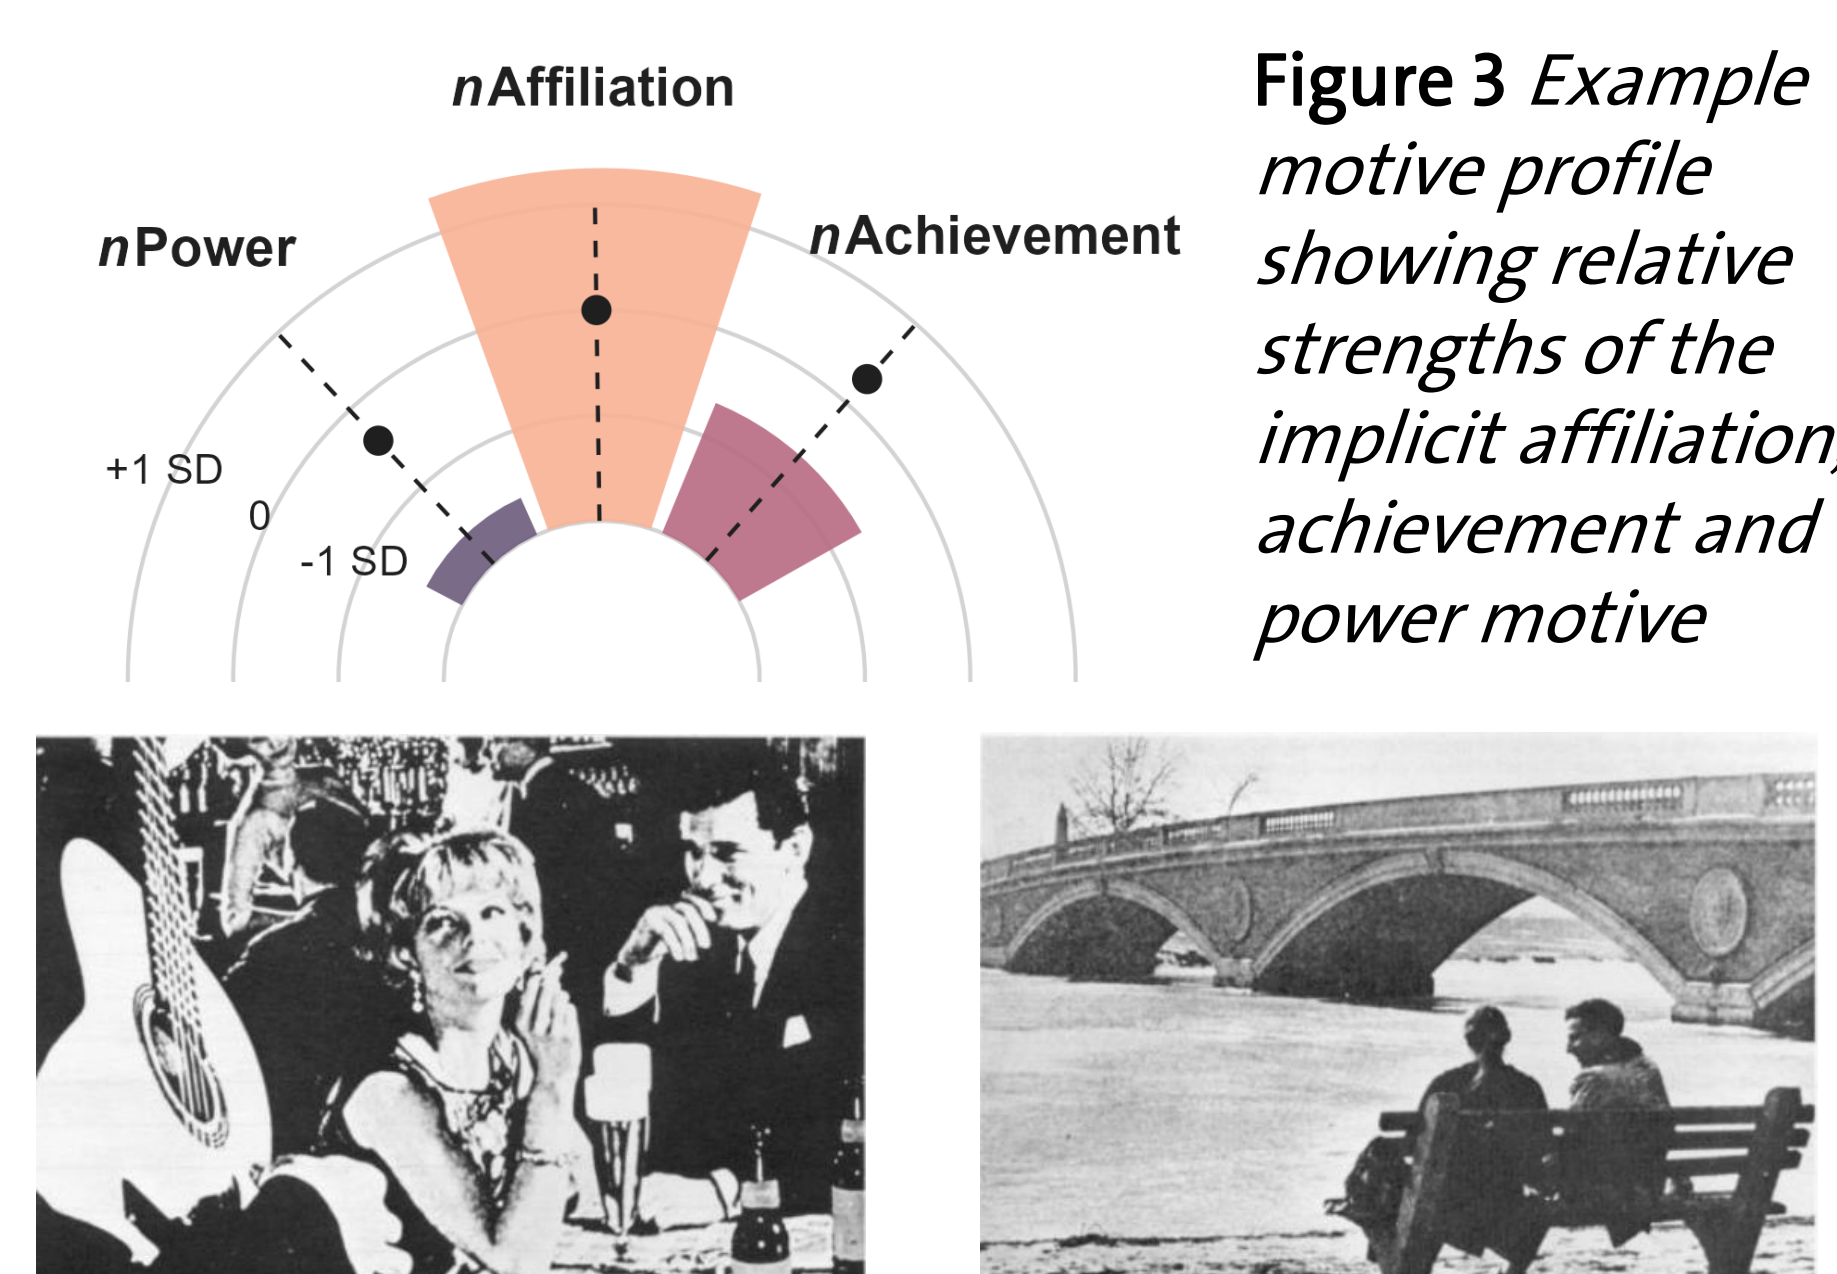 nAffiliation
nPower
nAchievement
+1 SD
0
-1 SD
Figure 3 Example
motive profile
showing relative
strengths of the
implicit affiliation,
achievement and
power motive